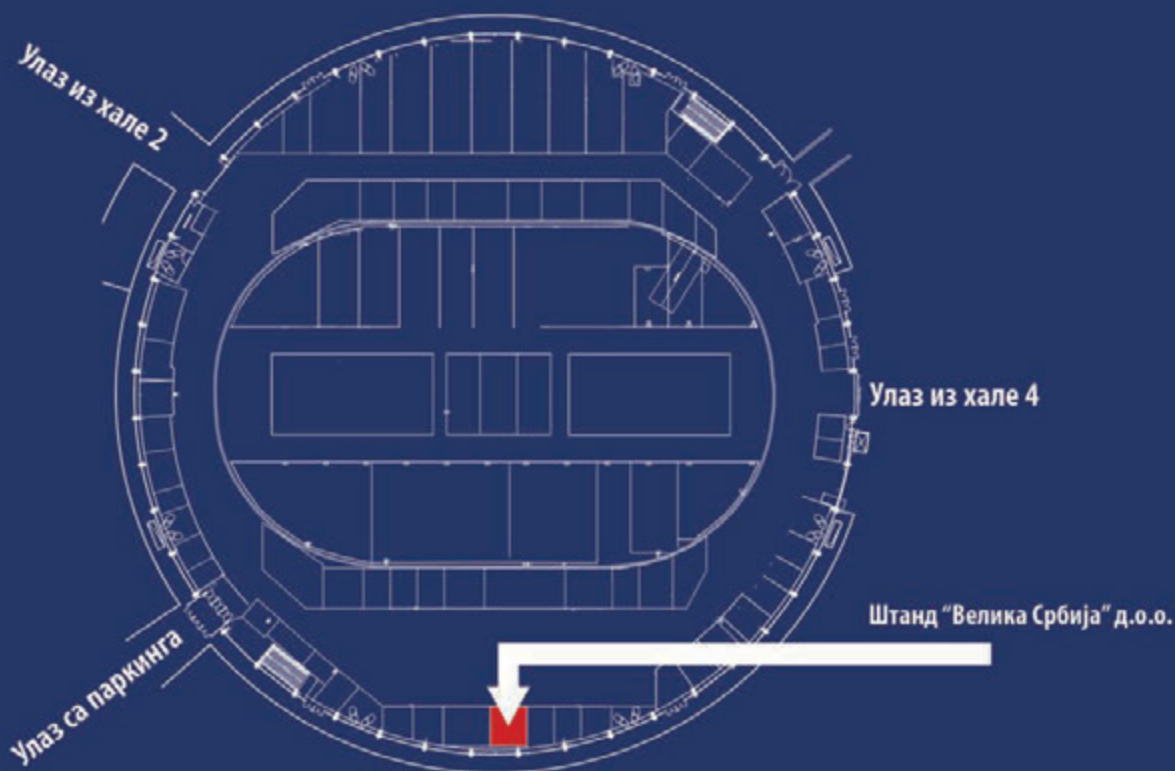 Улаз из хале 2
Улаз из хале 4
Штанд “Велика Србија” д.о.о.
Улаз са паркинга